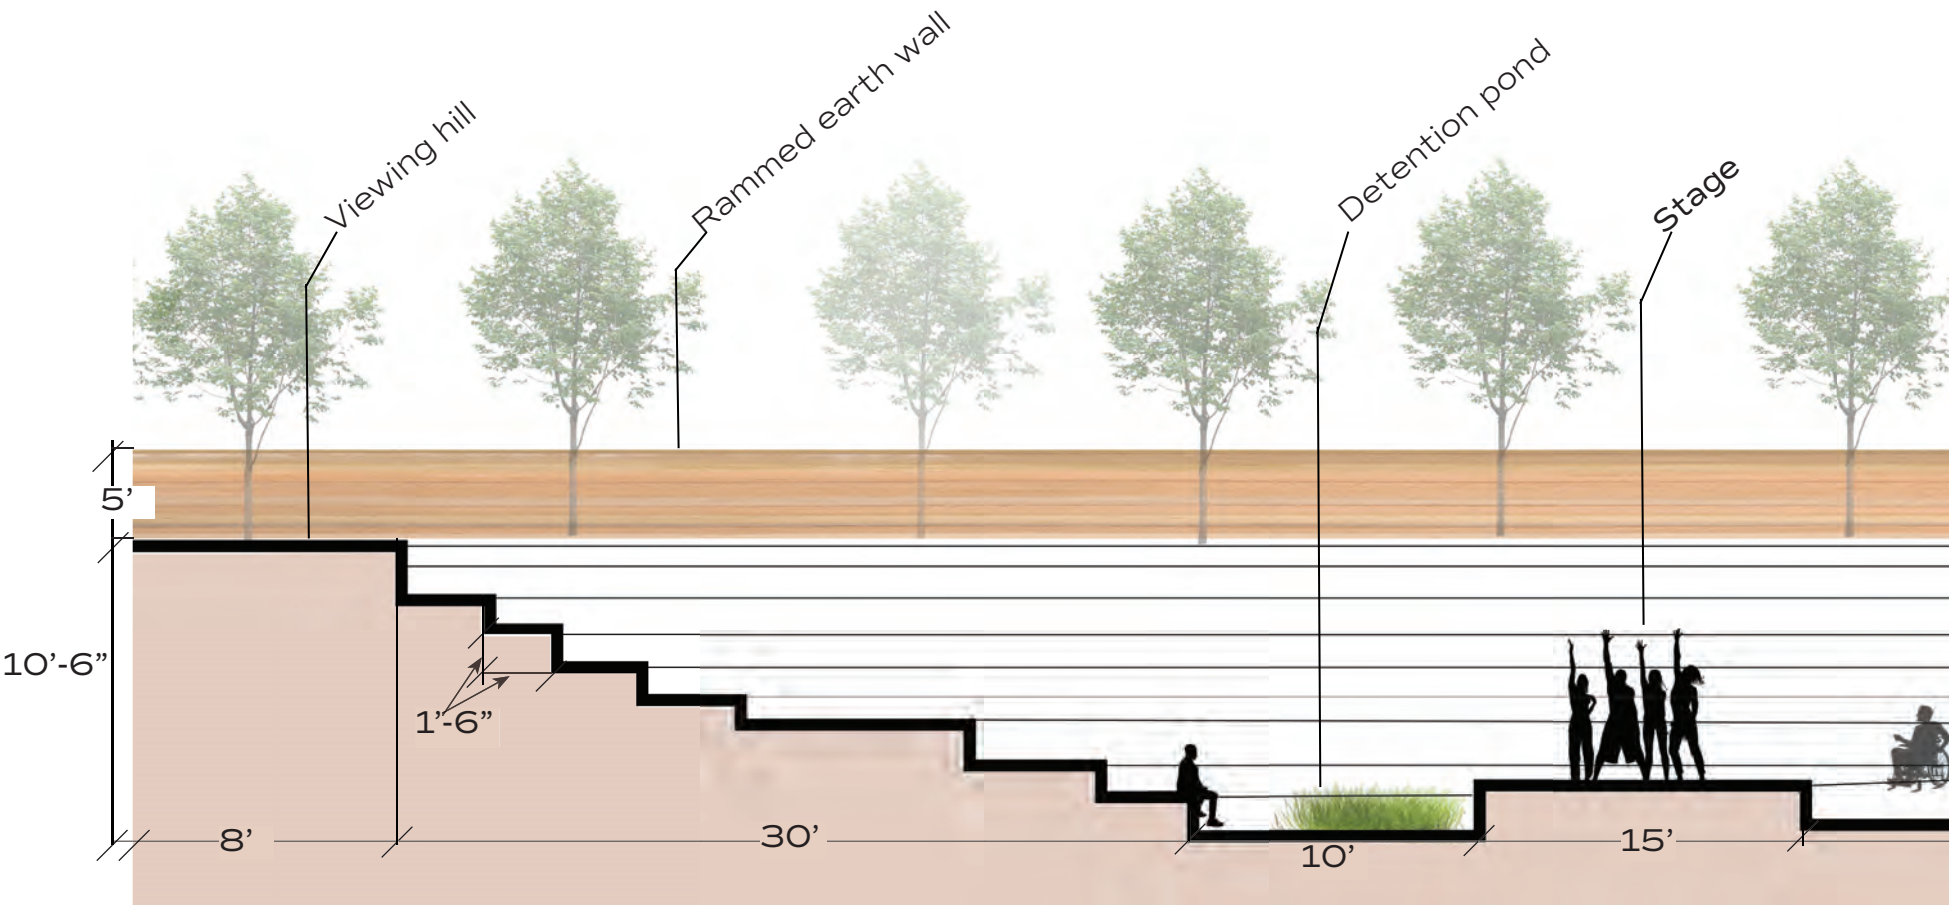 Viewing hill
Rammed earth wall
Detention pond
Stage
5’
10’-6”
1’-6”
8’
30’
10’
15’